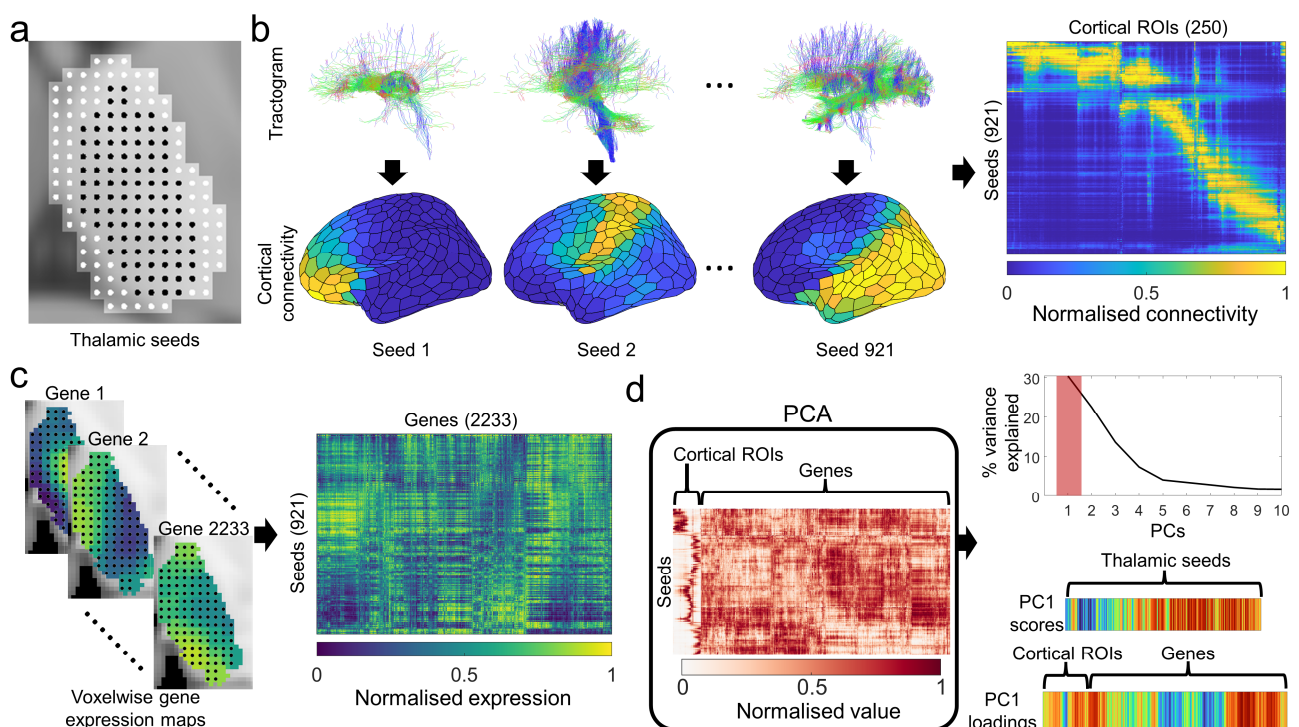 a
Thalamic seeds
b
Tractogram
Cortical
connectivity
...
...
Seed 1
Seed 2
Seed 921
Cortical ROIs (250)
Seeds (921)
0
0.5
1
Normalised connectivity
c
Gene 1
Gene 2
Gene 2233
Voxelwise gene
expression maps
Genes (2233)
Seeds (921)
0
0.5
1
Normalised expression
d
PCA
Cortical ROIs
Genes
Seeds
0
0.5
1
Normalised value
% variance
explained
30
20
10
0
1 2 3 4 5 6 7 8 9 10
PCs
Thalamic seeds
PC1
scores
Cortical ROIs
Genes
PC1
loadings